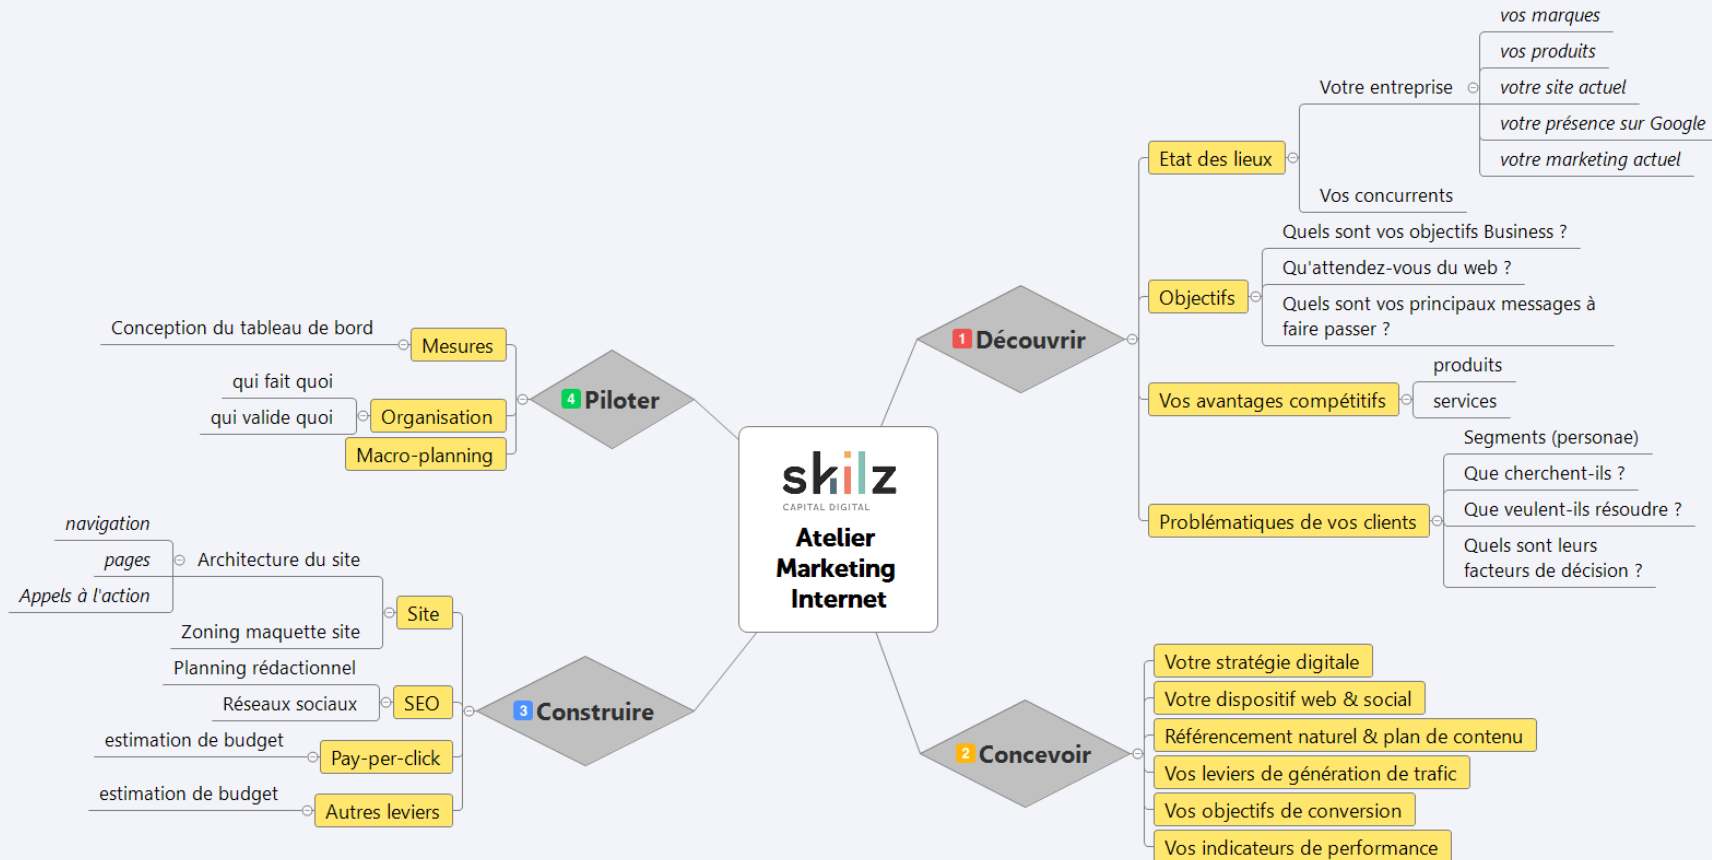 skilz
CAPITAL DIGITAL
Atelier
Marketing
Internet
1 Découvrir
Etat des lieux
Votre entreprise
vos marques
vos produits
votre site actuel
votre présence sur Google
votre marketing actuel
Vos concurrents
Objectifs
Quels sont vos objectifs Business ?
Qu'attendez-vous du web ?
Quels sont vos principaux messages à
faire passer ?
Vos avantages compétitifs
produits
services
Problématiques de vos clients
Segments (personae)
Que cherchent-ils ?
Que veulent-ils résoudre ?
Quels sont leurs
facteurs de décision ?
2 Concevoir
Votre stratégie digitale
Votre dispositif web & social
Référencement naturel & plan de contenu
Vos leviers de génération de trafic
Vos objectifs de conversion
Vos indicateurs de performance
3 Construire
Site
Architecture du site
navigation
pages
Appels à l'action
Zoning maquette site
SEO
Planning rédactionnel
Réseaux sociaux
Pay-per-click
estimation de budget
Autres leviers
estimation de budget
4 Piloter
Mesures
Conception du tableau de bord
Organisation
qui fait quoi
qui valide quoi
Macro-planning